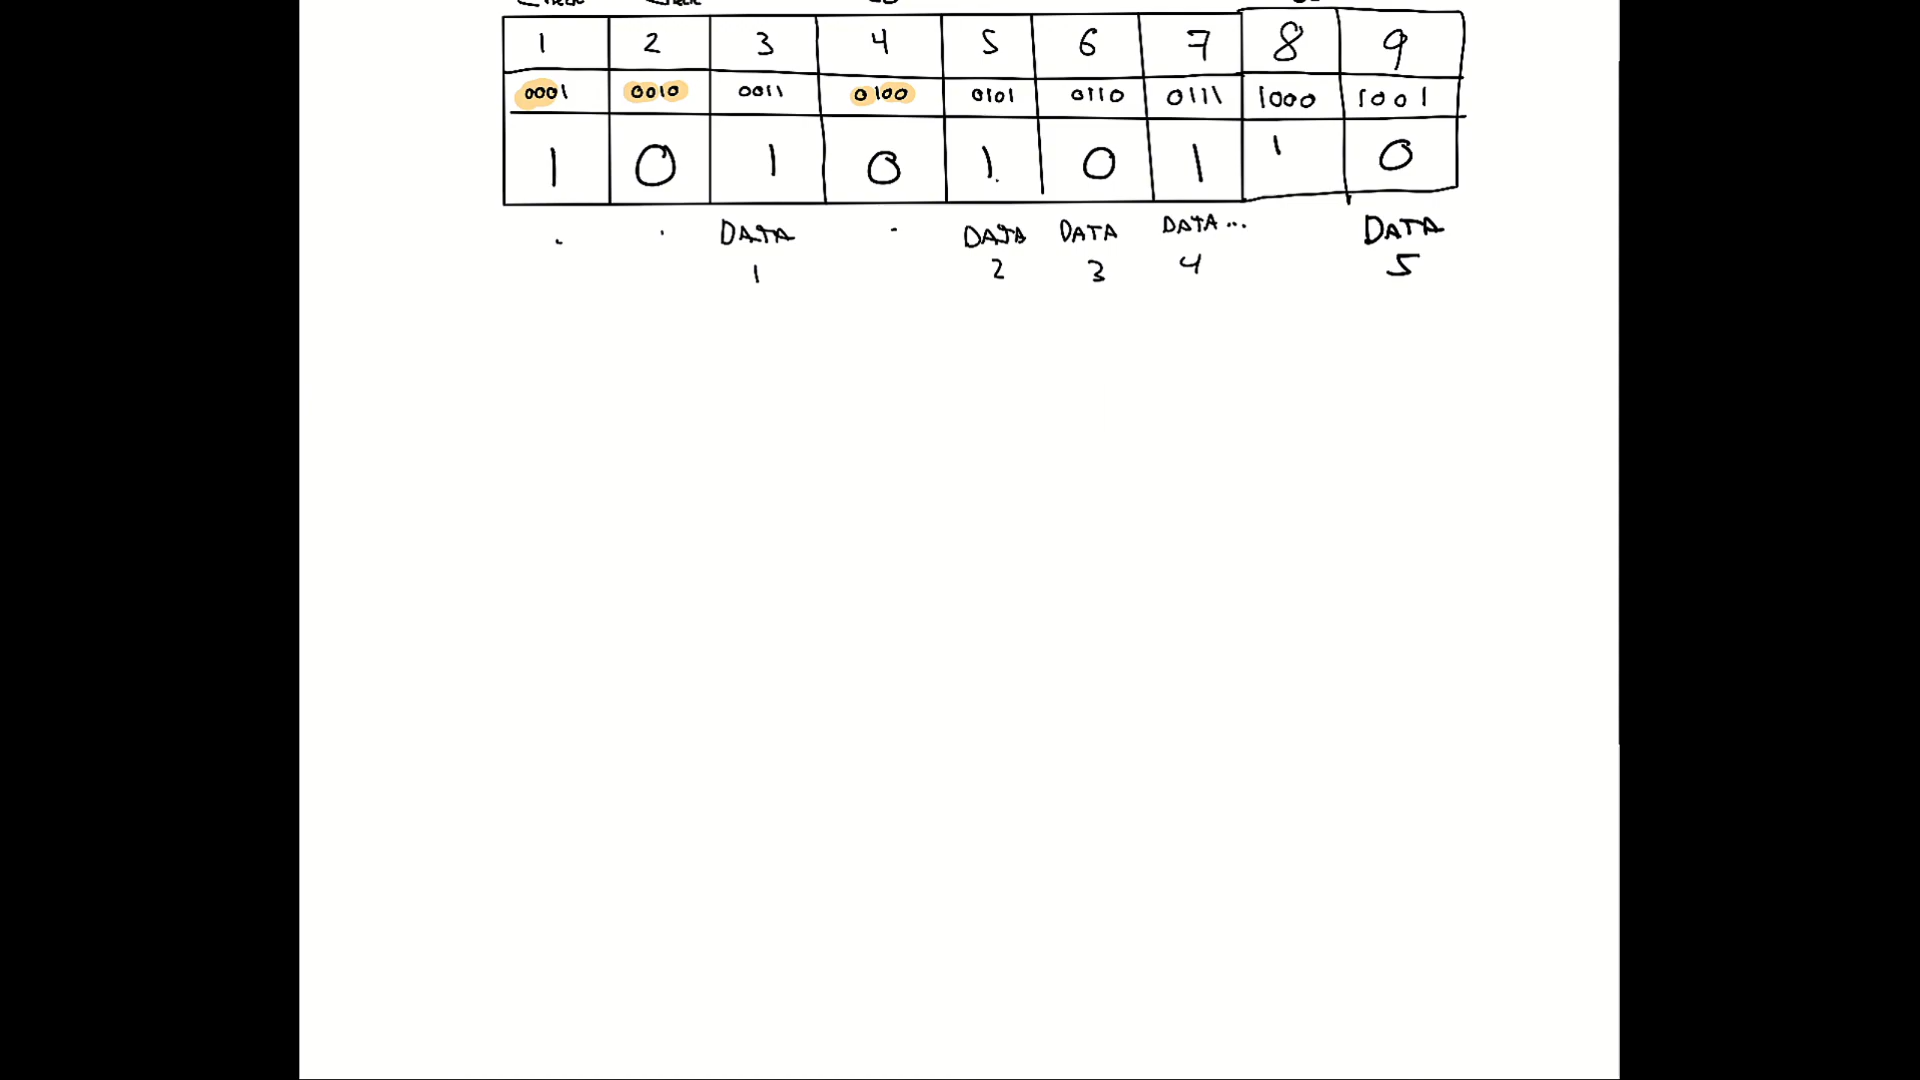 1 2 3 4 5 6 7 8 9
0001 0010 0011 0100 0101 0110 0111 1000 1001
1 0 1 0 1. 0 1 1 0
. . DATA . DATA DATA DATA... DATA
1 2 3 4 5